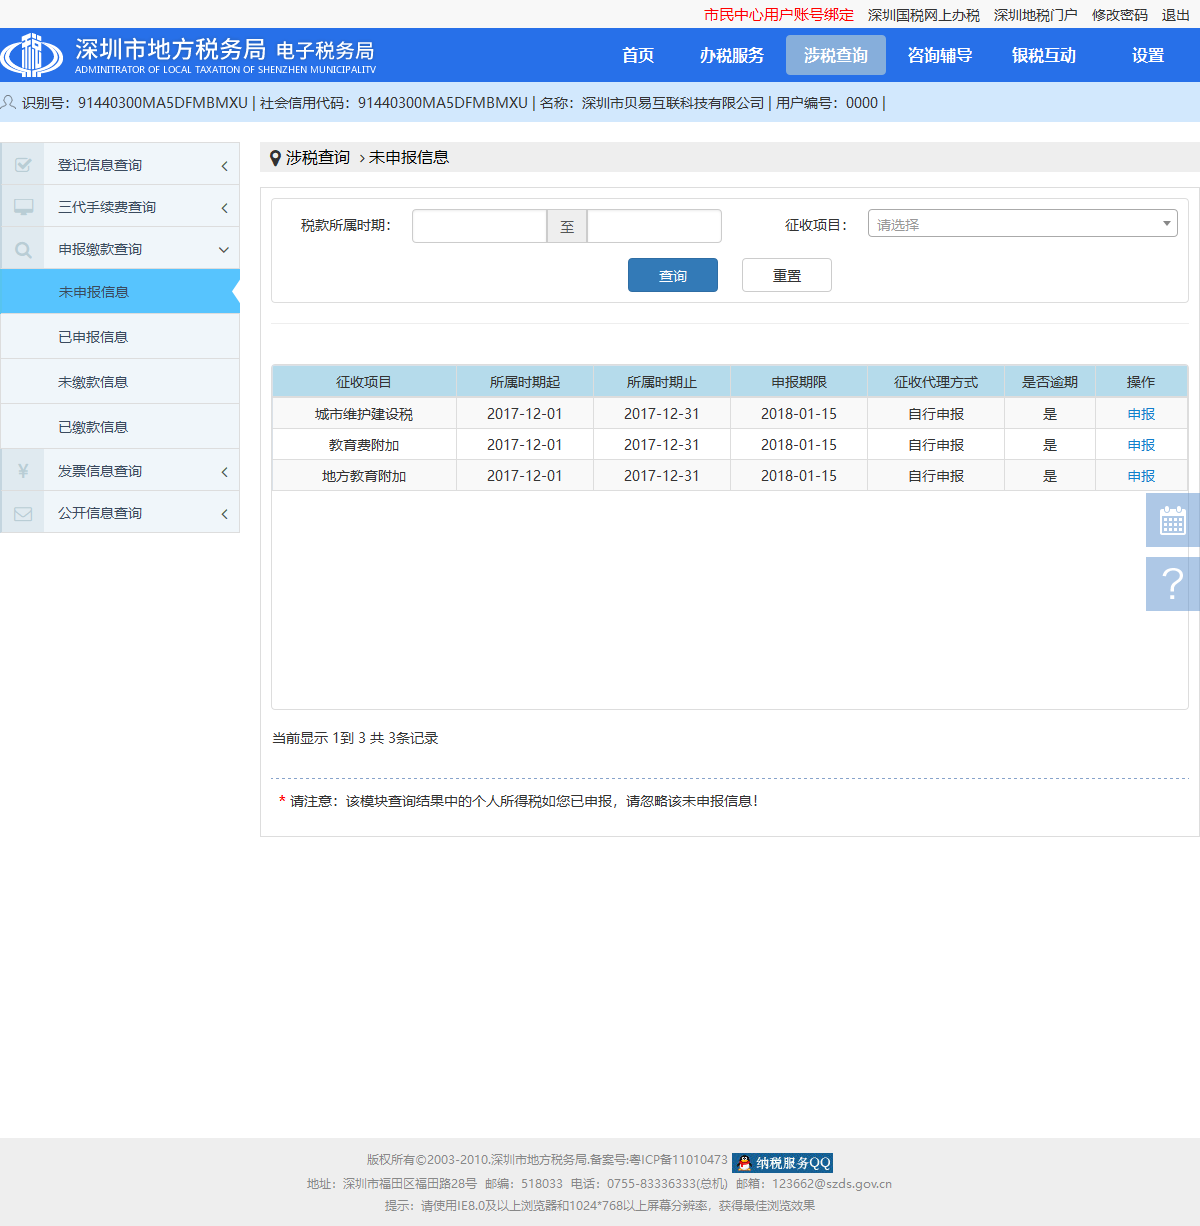 市民中心用户账号绑定 深圳国税网上办税 深圳地税门户 修改密码 退出
深圳市地方税务局 电子税务局
ADMINITRATOR OF LOCAL TAXATION OF SHENZHEN MUNICIPALITV
首页 办税服务 涉税查询 咨询辅导 银税互动 设置
识别号：91440300MA5DFMBMXU | 社会信用代码：91440300MA5DFMBMXU | 名称：深圳市贝易互联科技有限公司 | 用户编号：0000 |
登记信息查询
三代手续费查询
申报缴款查询
未申报信息
已申报信息
未缴款信息
已缴款信息
发票信息查询
公开信息查询
涉税查询 › 未申报信息
税款所属时期： 至 征收项目： 请选择
查询 重置
征收项目 所属时期起 所属时期止 申报期限 征收代理方式 是否逾期 操作
城市维护建设税 2017-12-01 2017-12-31 2018-01-15 自行申报 是 申报
教育费附加 2017-12-01 2017-12-31 2018-01-15 自行申报 是 申报
地方教育附加 2017-12-01 2017-12-31 2018-01-15 自行申报 是 申报
?
当前显示 1到 3 共 3条记录
* 请注意：该模块查询结果中的个人所得税如您已申报，请忽略该未申报信息！
版权所有©2003-2010.深圳市地方税务局.备案号:粤ICP备11010473 纳税服务QQ
地址：深圳市福田区福田路28号 邮编：518033 电话：0755-83336333(总机) 邮箱：123662@szds.gov.cn
提示：请使用IE8.0及以上浏览器和1024*768以上屏幕分辨率，获得最佳浏览效果